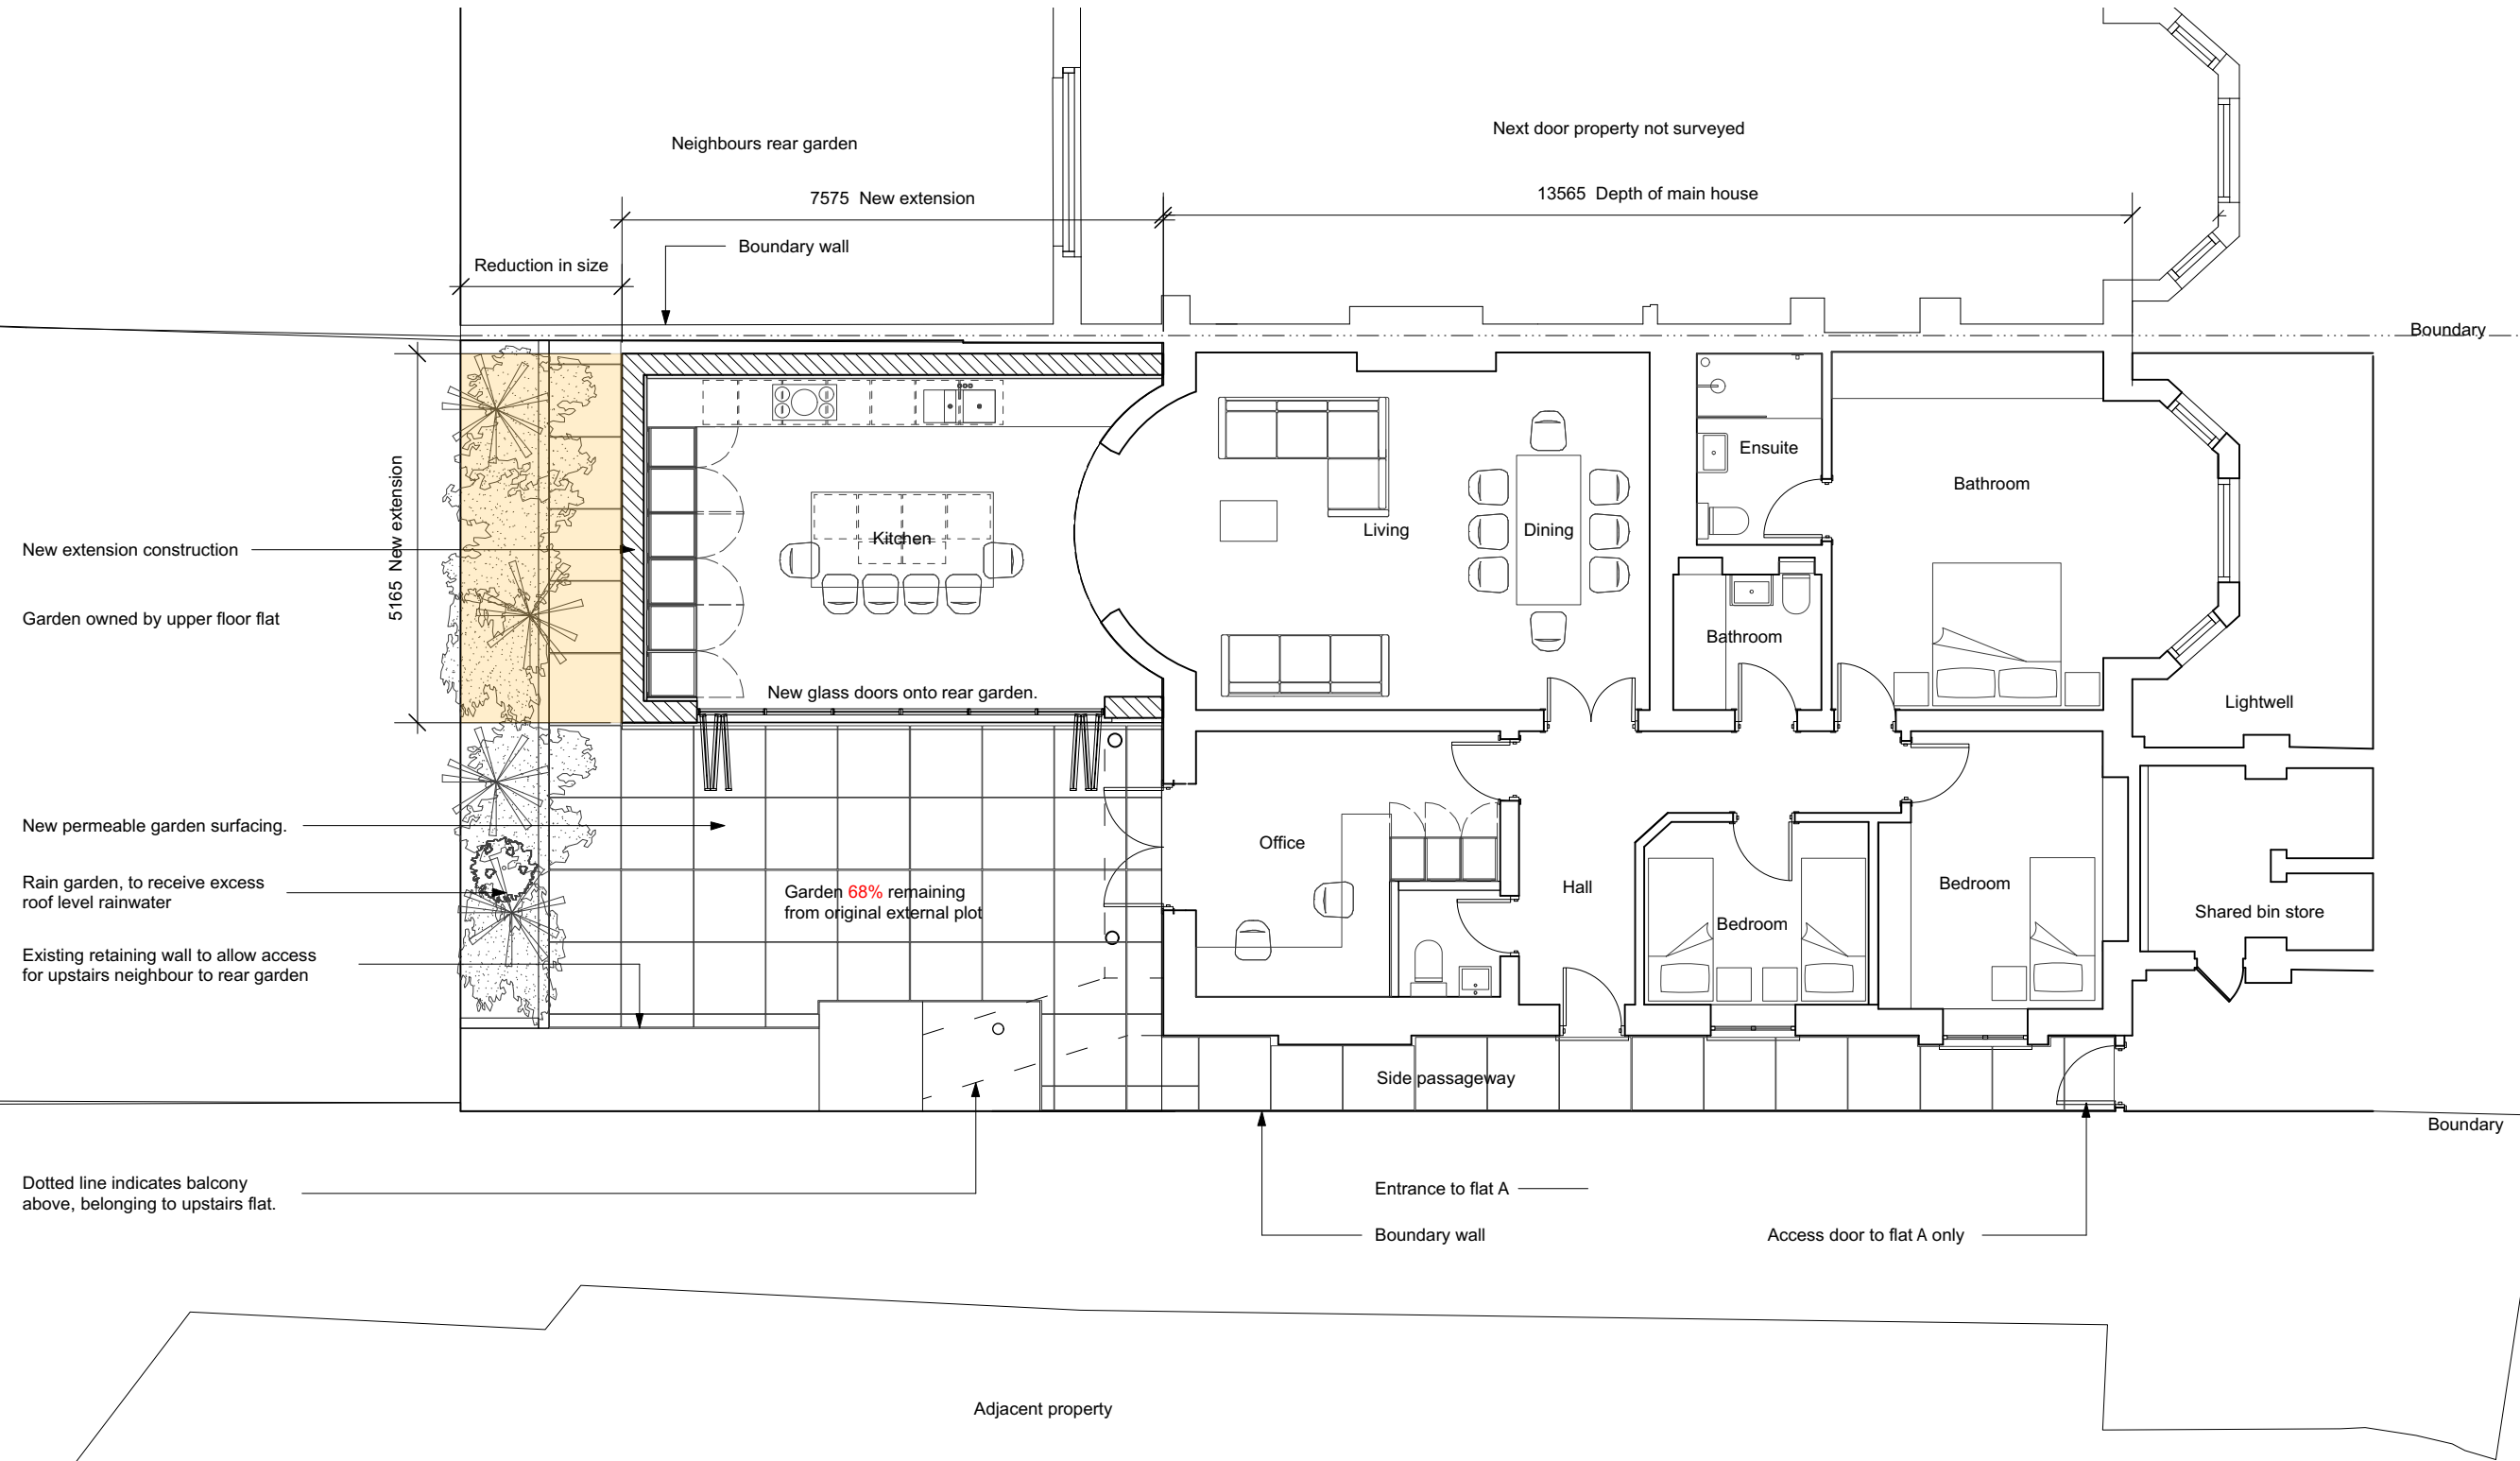 Neighbours rear garden
Next door property not surveyed
7575  New extension
13565  Depth of main house
Boundary wall
Reduction in size
Boundary
Ensuite
Bathroom
5165  New extension
Kitchen
Living
Dining
New extension construction
Garden owned by upper floor flat
Bathroom
New glass doors onto rear garden.
Lightwell
New permeable garden surfacing.
Office
Rain garden, to receive excess
roof level rainwater
Garden 68% remaining
from original external plot
Hall
Bedroom
Bedroom
Shared bin store
Existing retaining wall to allow access
for upstairs neighbour to rear garden
Side passageway
Boundary
Dotted line indicates balcony
above, belonging to upstairs flat.
Entrance to flat A
Boundary wall
Access door to flat A only
Adjacent property